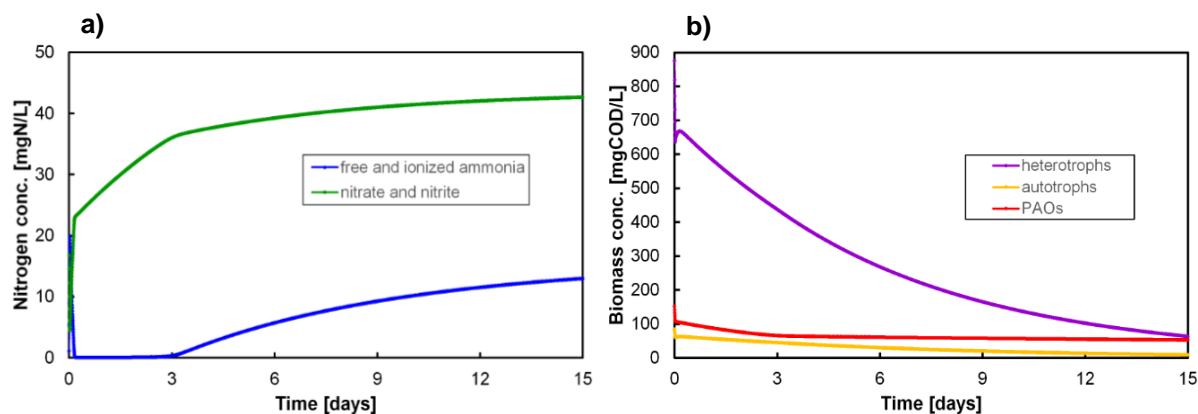 a)
Nitrogen conc. [mgN/L]
50
40
30
20
10
0
free and ionized ammonia
nitrate and nitrite
0 3 6 9 12 15
Time [days]
b)
Biomass conc. [mgCOD/L]
900
800
700
600
500
400
300
200
100
0
heterotrophs
autotrophs
PAOs
0 3 6 9 12 15
Time [days]